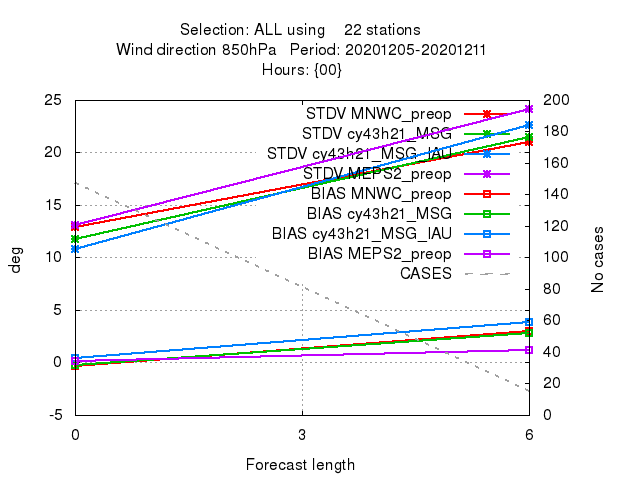 Selection: ALL using    22 stations
Wind direction 850hPa   Period: 20201205-20201211
Hours: {00}
25
20
15
10
5
0
-5
deg
STDV MNWC_preop
STDV cy43h21_MSG
STDV cy43h21_MSG_IAU
STDV MEPS2_preop
BIAS MNWC_preop
BIAS cy43h21_MSG
BIAS cy43h21_MSG_IAU
BIAS MEPS2_preop
CASES
200
180
160
140
120
100
80
60
40
20
0
No cases
0 3 6
Forecast length